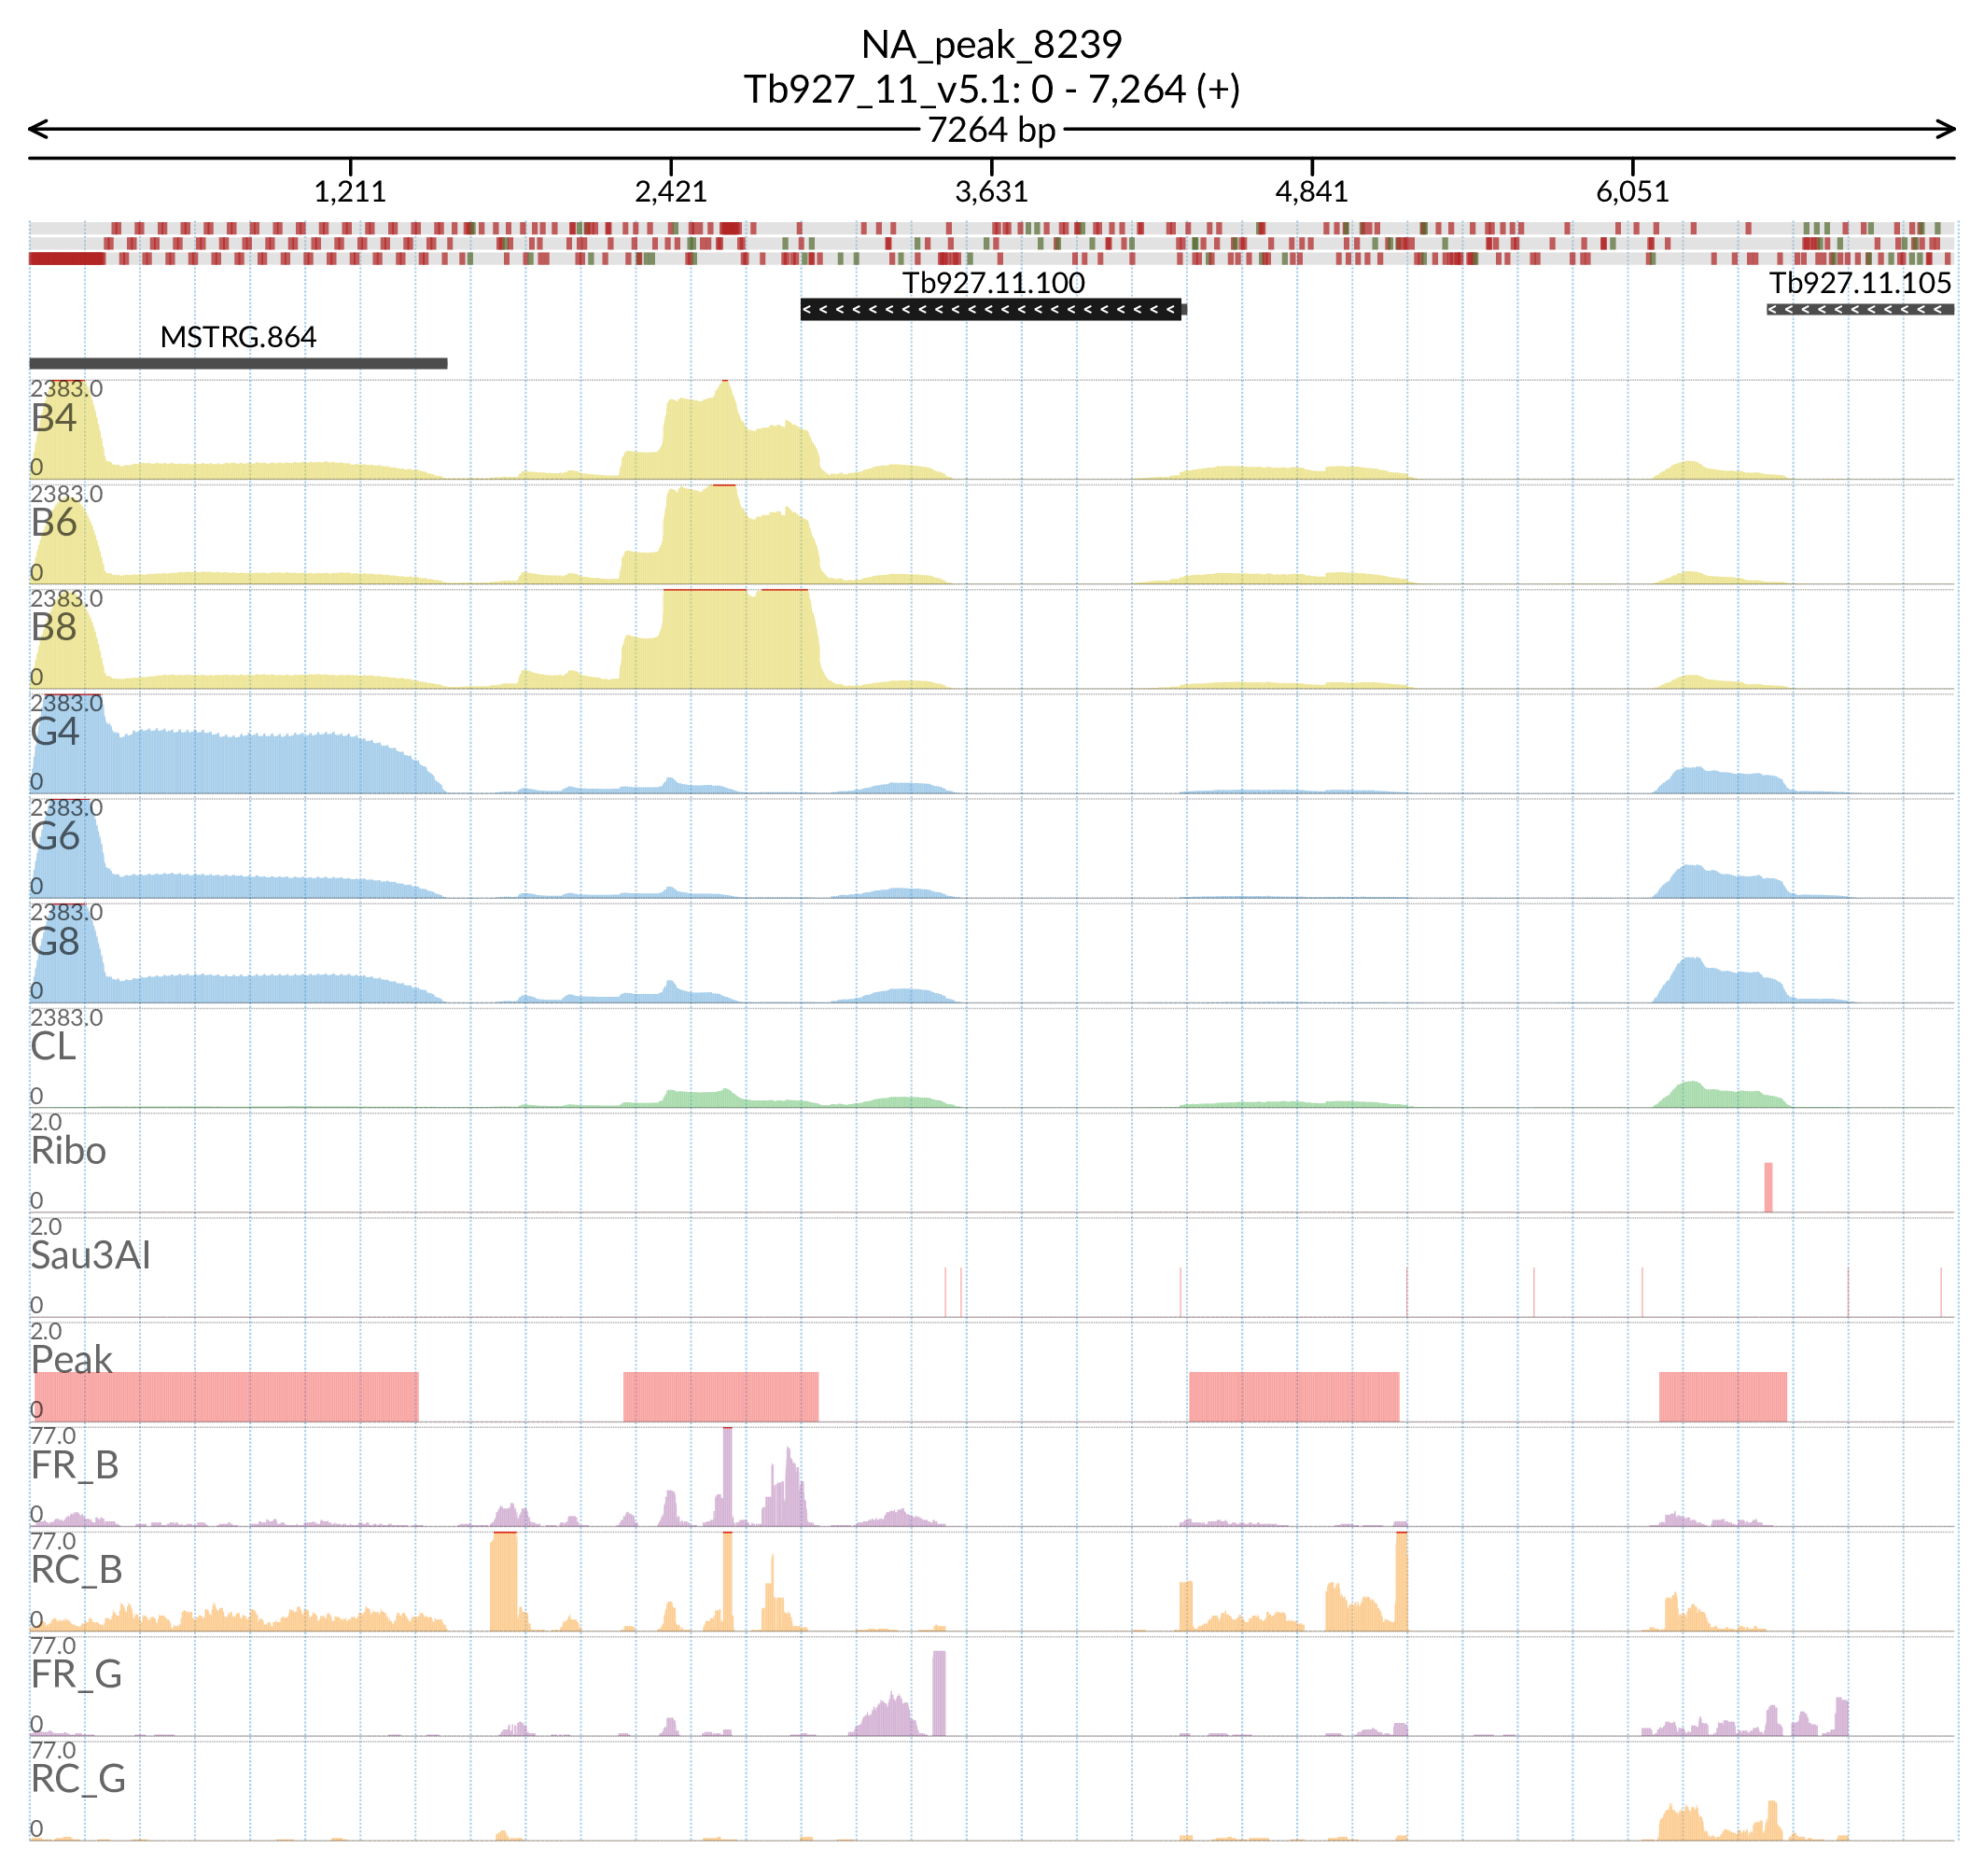 NA_peak_8239
Tb927_11_v5.1: 0 - 7,264 (+)
7264 bp
1,211 2,421 3,631 4,841 6,051
Tb927.11.100 Tb927.11.105
MSTRG.864
2383.0
B4
0
2383.0
B6
0
2383.0
B8
0
2383.0
G4
0
2383.0
G6
0
2383.0
G8
0
2383.0
CL
0
2.0
Ribo
0
2.0
Sau3AI
0
2.0
Peak
0
77.0
FR_B
0
77.0
RC_B
0
77.0
FR_G
0
77.0
RC_G
0